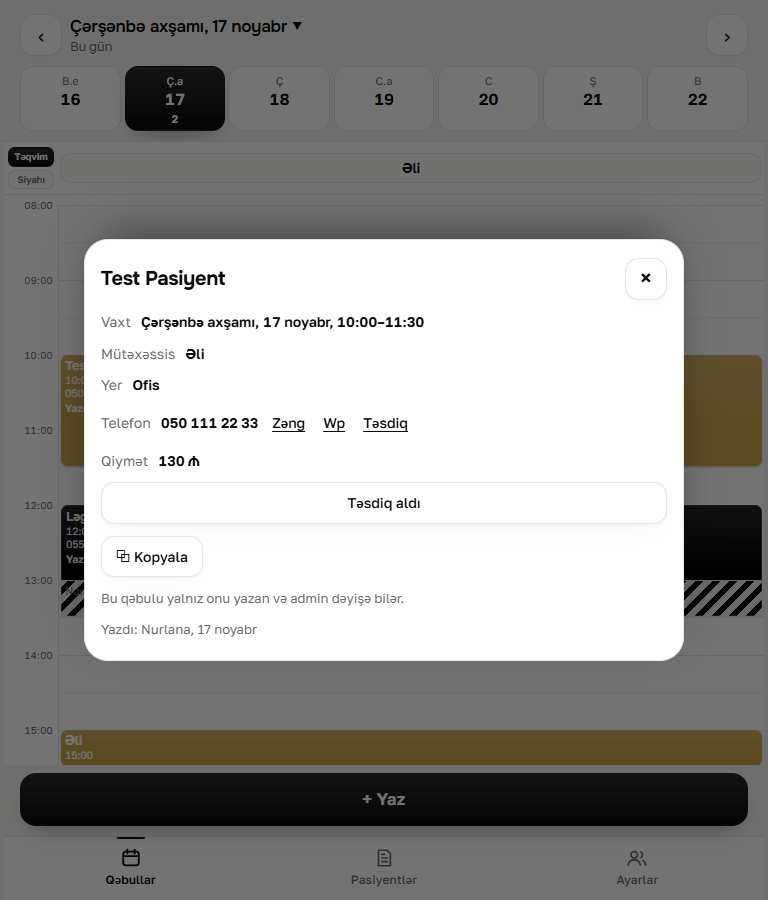 ‹
Çərşənbə axşamı, 17 noyabr ▼
Bu gün
›
B.e
16
Ç.a
17
2
Ç
18
C.a
19
C
20
Ş
21
B
22
Təqvim
Siyahı
Əli
08:00
09:00
10:00
11:00
12:00
13:00
14:00
15:00
Test Pasiyent
×
Vaxt Çərşənbə axşamı, 17 noyabr, 10:00–11:30
Mütəxəssis Əli
Yer Ofis
Telefon 050 111 22 33 Zəng Wp Təsdiq
Qiymət 130 ₼
Təsdiq aldı
Kopyala
Bu qəbulu yalnız onu yazan və admin dəyişə bilər.
Yazdı: Nurlana, 17 noyabr
Əli
15:00
+ Yaz
Qəbullar
Pasiyentlər
Ayarlar